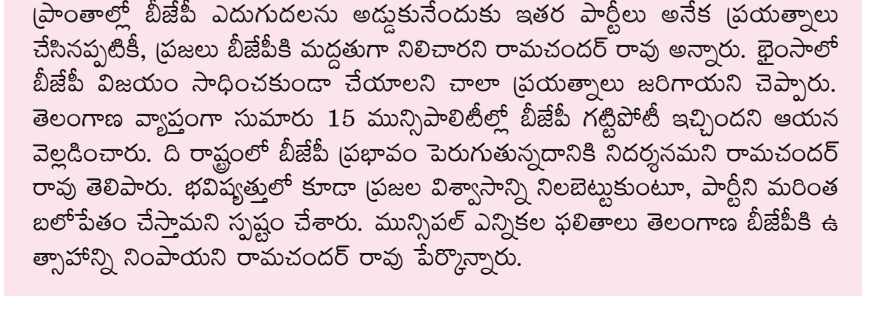 ప్రాంతాల్లో బీజేపీ ఎదుగుదలను అడ్డుకునేందుకు ఇతర పార్టీలు అనేక ప్రయత్నాలు
చేసినప్పటికీ, ప్రజలు బీజేపీకి మద్దతుగా నిలిచారని రామచందర్ రావు అన్నారు. భైంసాలో
బీజేపీ విజయం సాధించకుండా చేయాలని చాలా ప్రయత్నాలు జరిగాయని చెప్పారు.
తెలంగాణ వ్యాప్తంగా సుమారు 15 మున్సిపాలిటీల్లో బీజేపీ గట్టిపోటీ ఇచ్చిందని ఆయన
వెల్లడించారు. ది రాష్ట్రంలో బీజేపీ ప్రభావం పెరుగుతున్నదానికి నిదర్శనమని రామచందర్
రావు తెలిపారు. భవిష్యత్తులో కూడా ప్రజల విశ్వాసాన్ని నిలబెట్టుకుంటూ, పార్టీని మరింత
బలోపేతం చేస్తామని స్పష్టం చేశారు. మున్సిపల్ ఎన్నికల ఫలితాలు తెలంగాణ బీజేపీకి ఉ
త్సాహాన్ని నింపాయని రామచందర్ రావు పేర్కొన్నారు.